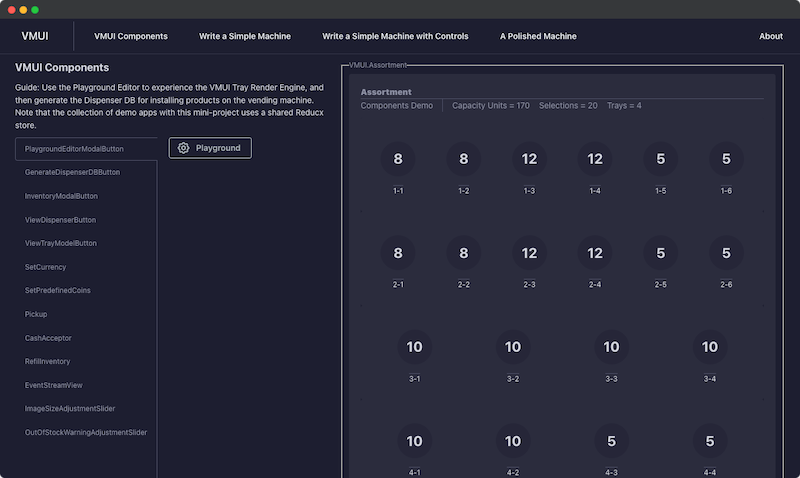 VMUI
VMUI Components
Write a Simple Machine
Write a Simple Machine with Controls
A Polished Machine
About
VMUI Components
Guide: Use the Playground Editor to experience the VMUI Tray Render Engine, and
then generate the Dispenser DB for installing products on the vending machine.
Note that the collection of demo apps with this mini-project uses a shared Reducx
store.
PlaygroundEditorModalButton
GenerateDispenserDBButton
InventoryModalButton
ViewDispenserButton
ViewTrayModelButton
SetCurrency
SetPredefinedCoins
Pickup
CashAcceptor
RefilInventory
EventStreamView
ImageSizeAdjustmentSlider
OutOfStockWarningAdjustmentSlider
Playground
VMUI.Assortment
Assortment
Components Demo
Capacity Units = 170
Selections = 20
Trays = 4
8 8 12 12 5 5
1-1 1-2 1-3 1-4 1-5 1-6
8 8 12 12 5 5
2-1 2-2 2-3 2-4 2-5 2-6
10 10 10 10
3-1 3-2 3-3 3-4
10 10 5 5
4-1 4-2 4-3 4-4